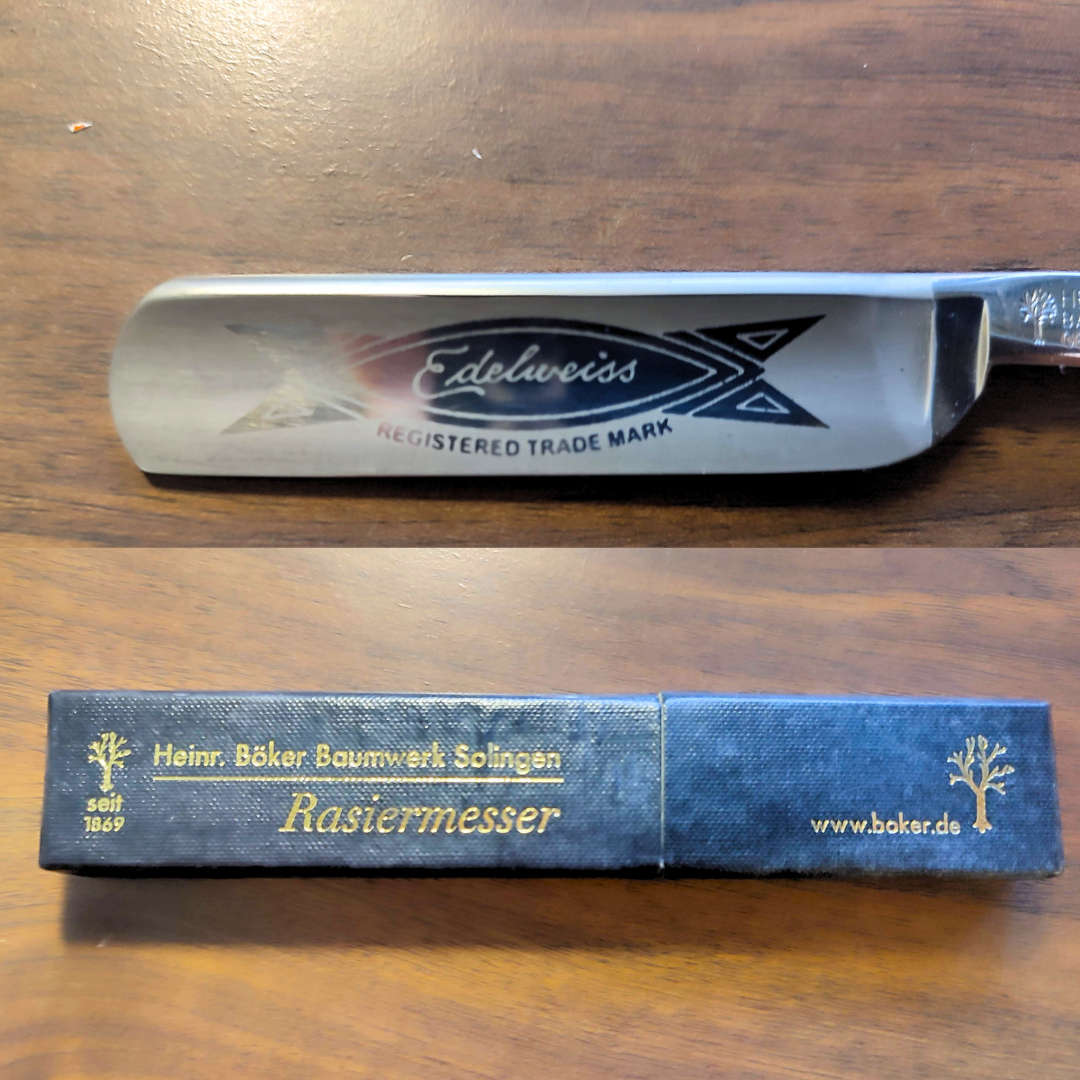 Edelweiss
REGISTERED TRADE MARK
Heinr. Böker Baumwerk Solingen
seit
1869
Rasiermesser
www.boker.de